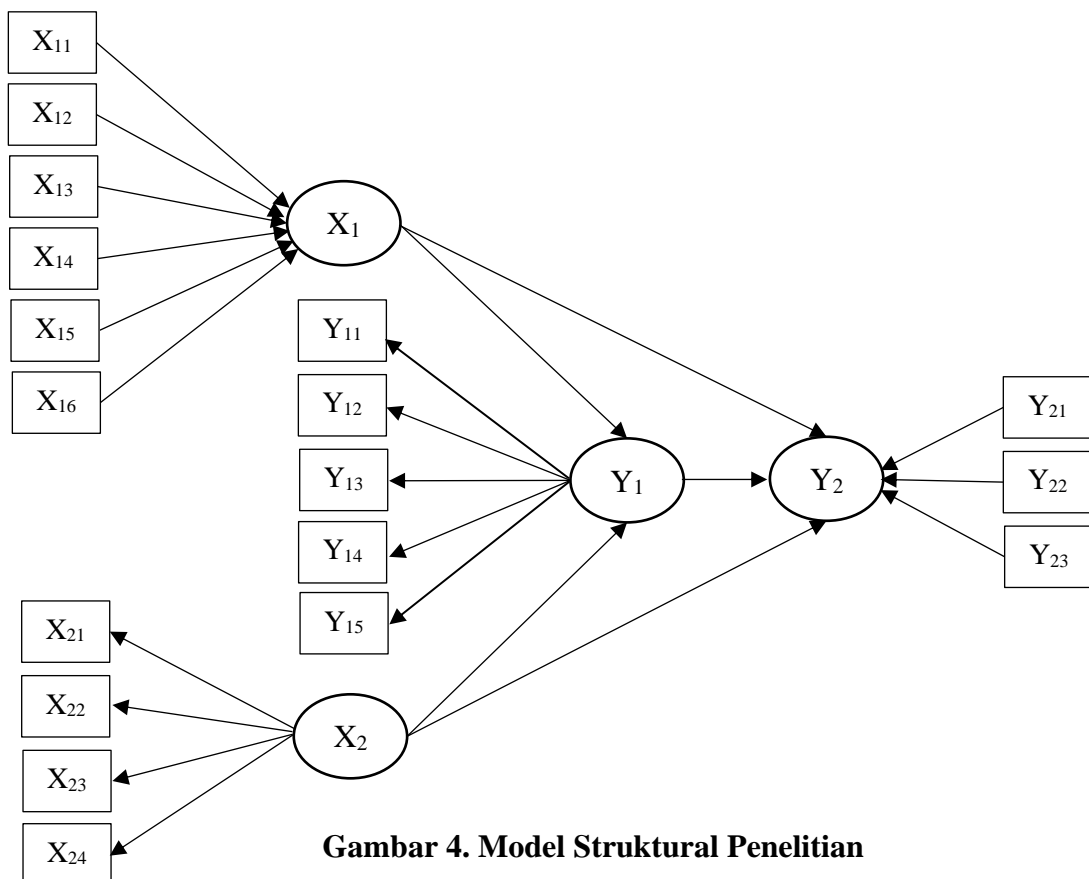 X11
X12
X13
X14
X15
X16
X1
Y11
Y12
Y13
Y14
Y15
Y1
Y2
Y21
Y22
Y23
X21
X22
X23
X24
X2
Gambar 4. Model Struktural Penelitian